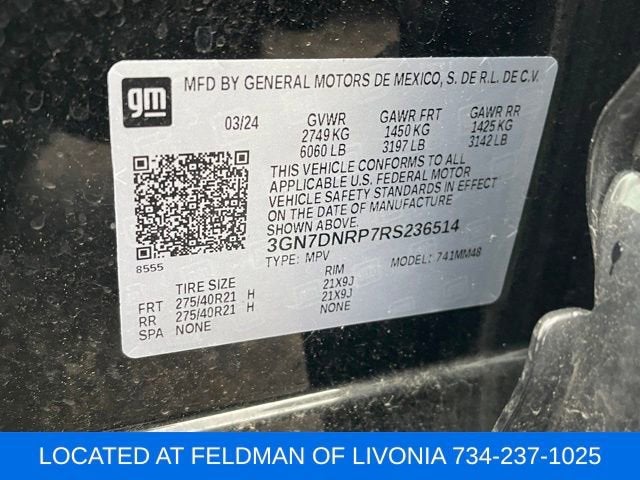 gm
MFD BY GENERAL MOTORS DE MEXICO, S. DE R.L. DE C.V.
03/24 GVWR GAWR FRT GAWR RR
2749 KG 1450 KG 1425 KG
6060 LB 3197 LB 3142 LB
THIS VEHICLE CONFORMS TO ALL
APPLICABLE U.S. FEDERAL MOTOR
VEHICLE SAFETY STANDARDS IN EFFECT
ON THE DATE OF MANUFACTURE
SHOWN ABOVE.
3GN7DNRP7RS236514
8555 TYPE: MPV MODEL: 741MM48
TIRE SIZE RIM
FRT 275/40R21 H 21X9J
RR 275/40R21 H 21X9J
SPA NONE NONE
LOCATED AT FELDMAN OF LIVONIA 734-237-1025